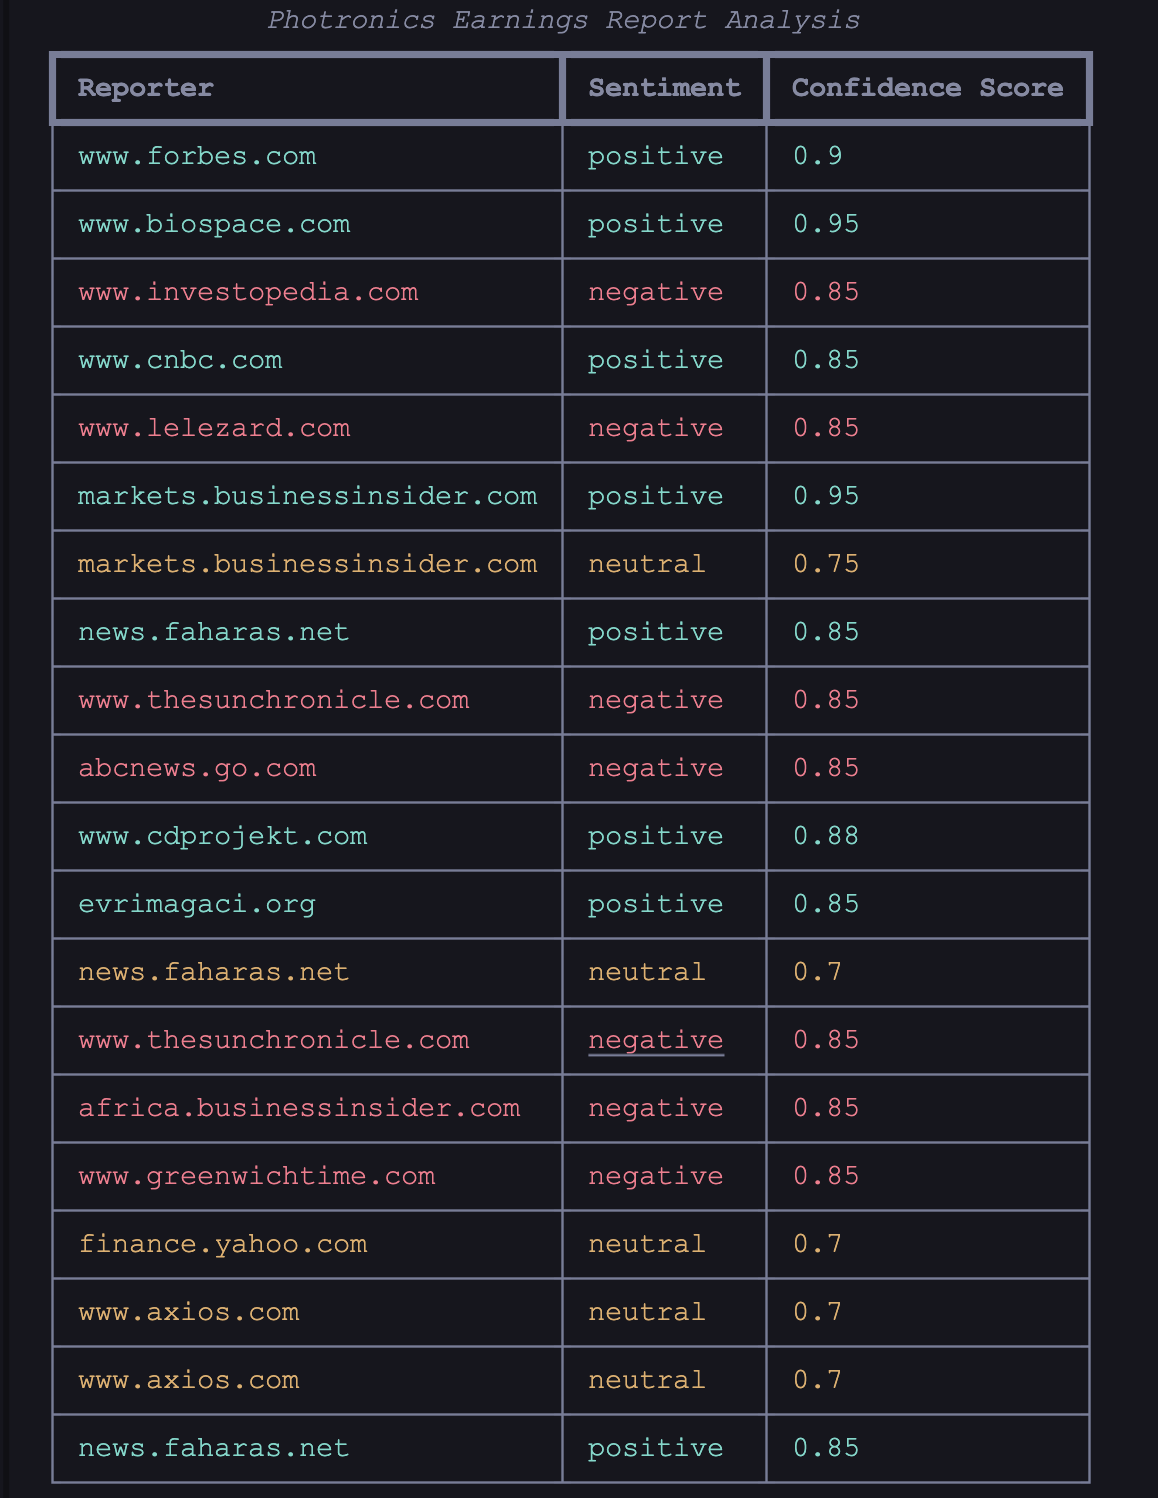 Photronics Earnings Report Analysis
Reporter Sentiment Confidence Score
www.forbes.com positive 0.9
www.biospace.com positive 0.95
www.investopedia.com negative 0.85
www.cnbc.com positive 0.85
www.lelezard.com negative 0.85
markets.businessinsider.com positive 0.95
markets.businessinsider.com neutral 0.75
news.faharas.net positive 0.85
www.thesunchronicle.com negative 0.85
abcnews.go.com negative 0.85
www.cdprojekt.com positive 0.88
evrimagaci.org positive 0.85
news.faharas.net neutral 0.7
www.thesunchronicle.com negative 0.85
africa.businessinsider.com negative 0.85
www.greenwichtime.com negative 0.85
finance.yahoo.com neutral 0.7
www.axios.com neutral 0.7
www.axios.com neutral 0.7
news.faharas.net positive 0.85